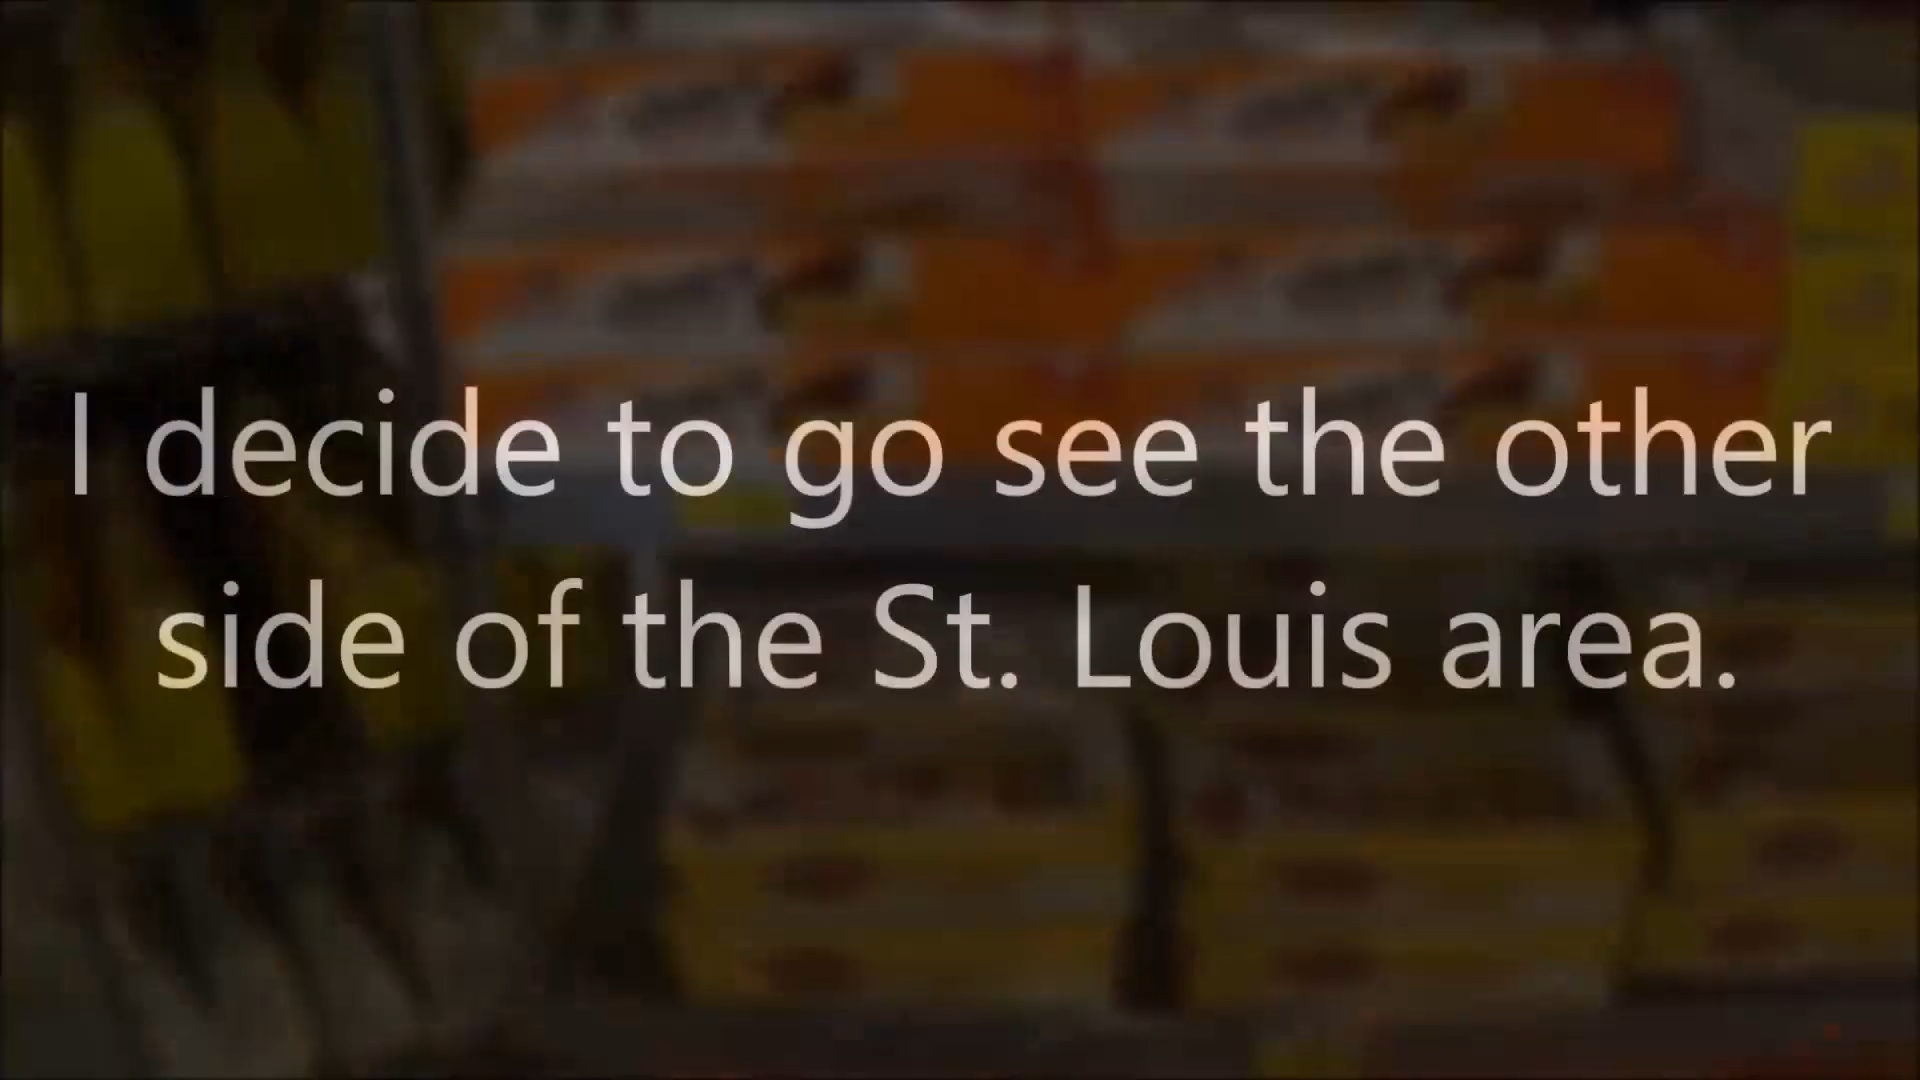 I decide to go see the other
side of the St. Louis area.